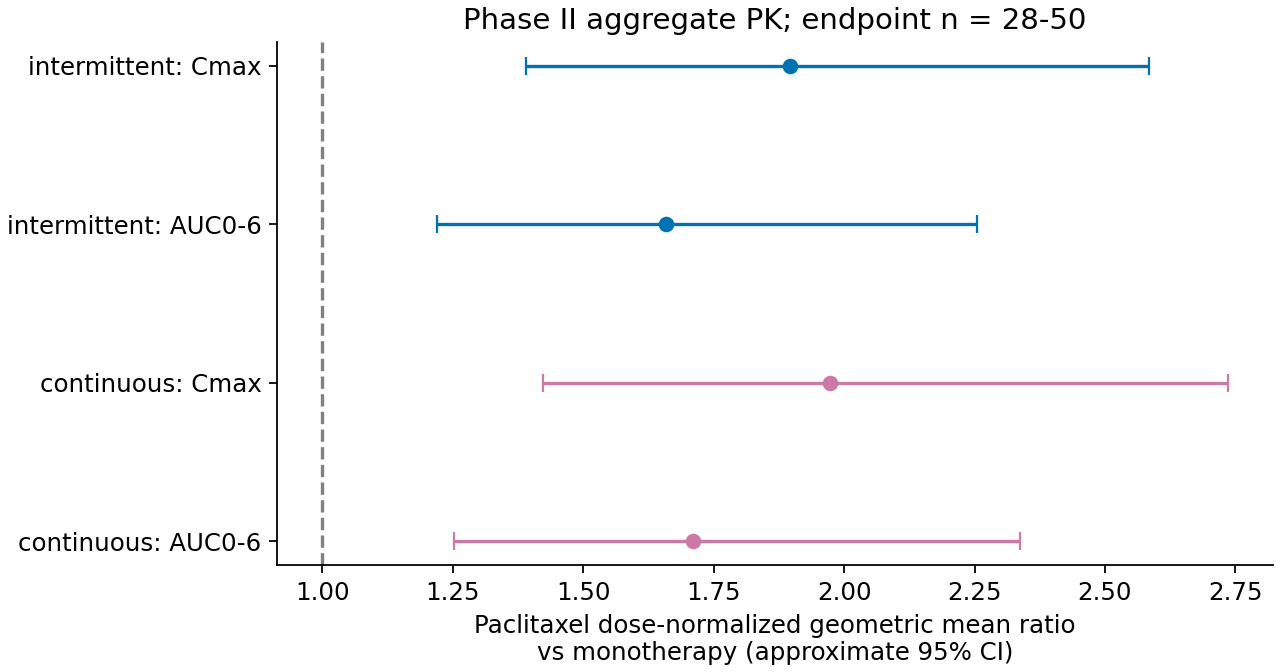 Phase II aggregate PK; endpoint n = 28-50
intermittent: Cmax
intermittent: AUC0-6
continuous: Cmax
continuous: AUC0-6
1.00 1.25 1.50 1.75 2.00 2.25 2.50 2.75
Paclitaxel dose-normalized geometric mean ratio
vs monotherapy (approximate 95% CI)